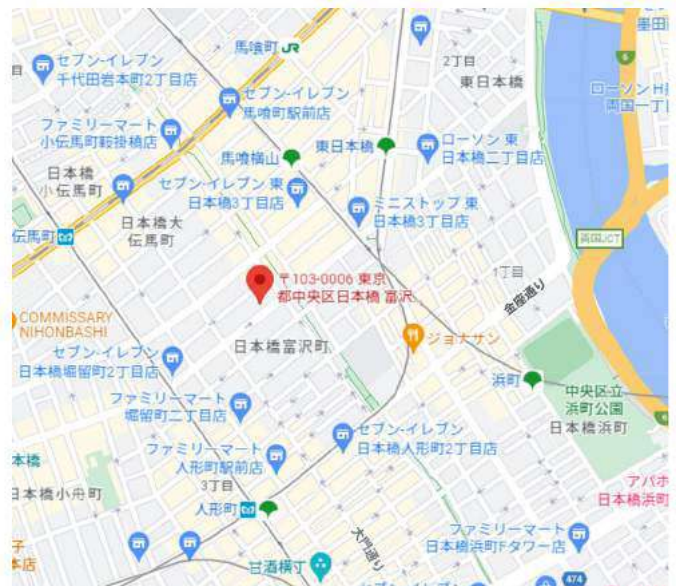 馬喰町 JR
セブン-イレブン
千代田岩本町2丁目店
2丁目
東日本橋
セブン-イレブン
馬喰町駅前店
ファミリーマート
小伝馬町鞍掛橋店
東日本橋
ローソン 東
日本橋二丁目店
馬喰横山
日本橋
小伝馬町
セブン-イレブン 東
日本橋3丁目店
ミニストップ 東
日本橋3丁目店
日本橋大
伝馬町
伝馬町
両国JCT
〒103-0006 東京
都中央区日本橋 富沢
1丁目
金座通り
COMMISSARY
NIHONBASHI
ジョナサン
日本橋富沢町
セブン-イレブン
日本橋堀留町2丁目店
浜町
中央区立
浜町公園
日本橋浜町
ファミリーマート
堀留町二丁目店
セブン-イレブン
日本橋人形町2丁目店
ファミリーマート
人形町駅前店
本橋
3丁目
日本橋小舟町
アパホ
日本橋浜町
人形町
大門通り
ファミリーマート
日本橋浜町Fタワー店
甘酒横丁
子
本店
474
6
6